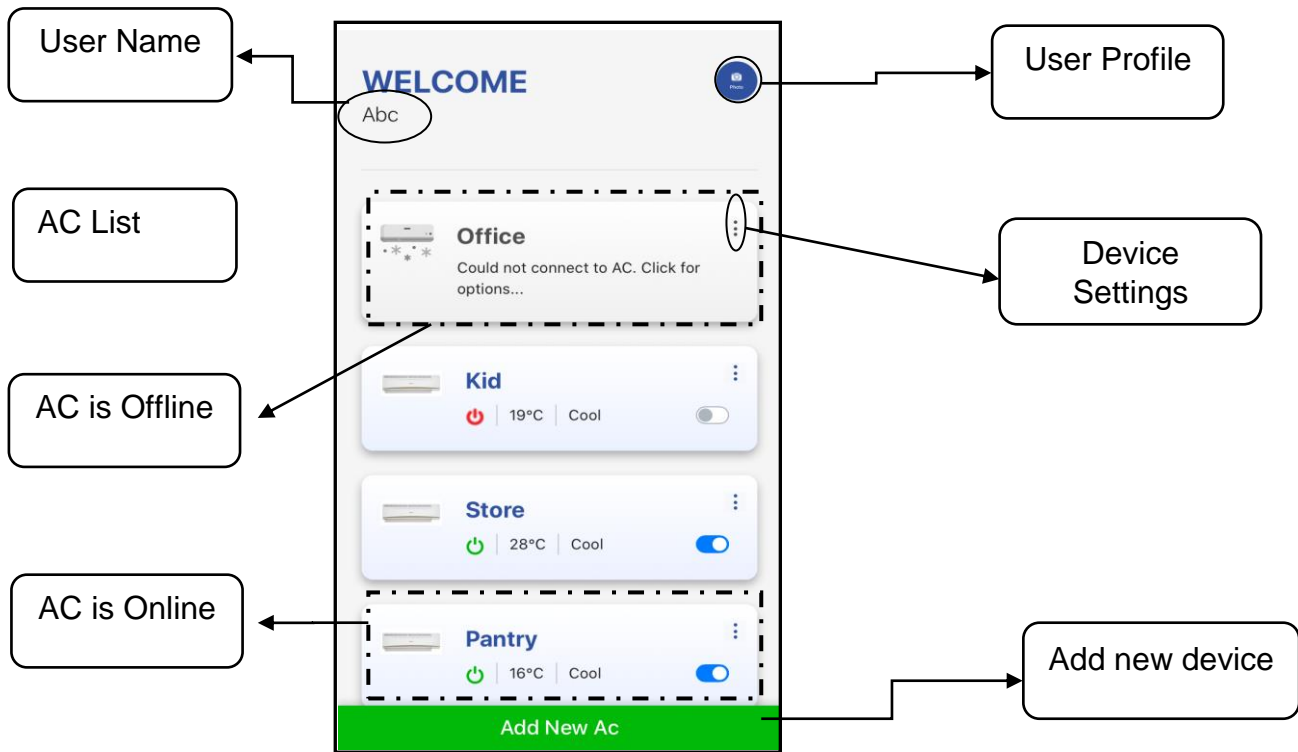 User Name
User Profile
AC List
Device
Settings
AC is Offline
AC is Online
Add new device
WELCOME
Photo
Abc
Office
Could not connect to AC. Click for
options...
Kid
19°C
Cool
Store
28°C
Cool
Pantry
16°C
Cool
Add New Ac